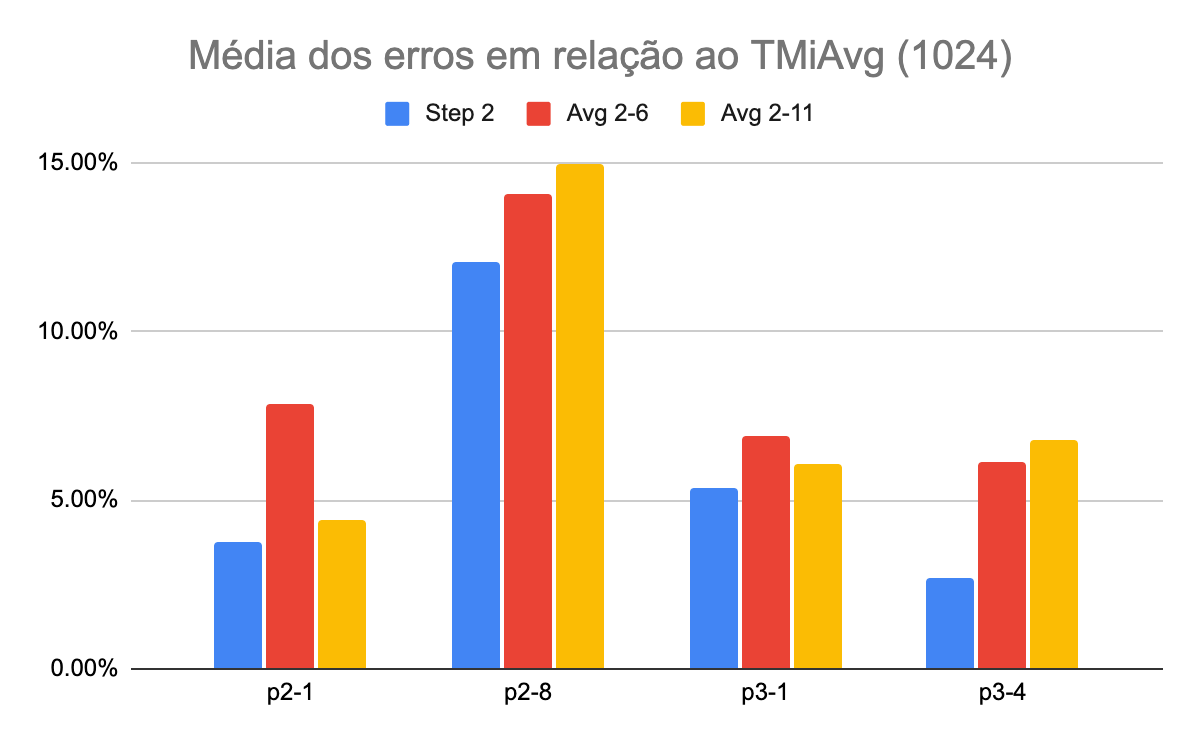 Média dos erros em relação ao TMiAvg (1024)
Step 2 Avg 2-6 Avg 2-11
15.00%
10.00%
5.00%
0.00%
p2-1 p2-8 p3-1 p3-4